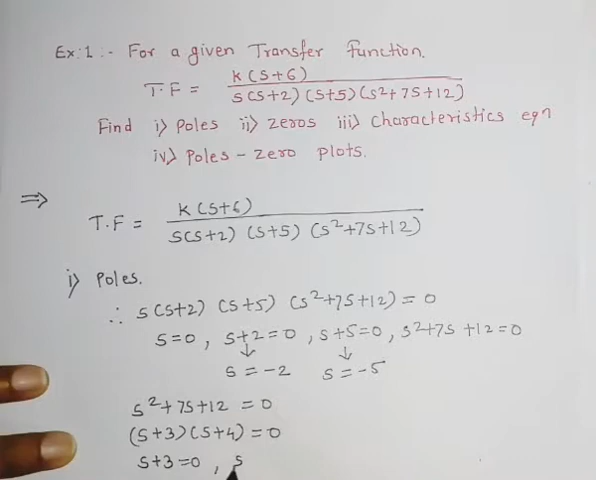 Ex:1:- For a given Transfer function.
T.F = K(S+6) / S(S+2)(S+5)(S²+7S+12)
Find i) Poles ii) Zeros iii) Characteristics eqn
iv) Poles - Zero plots.
⇒
T.F = K(S+6) / S(S+2)(S+5)(S²+7S+12)
i) Poles.
∴ S(S+2)(S+5)(S²+7S+12) = 0
S=0, S+2=0, S+5=0, S²+7S+12=0
↓ ↓
S = -2 S = -5
S²+7S+12 = 0
(S+3)(S+4) = 0
S+3=0, S